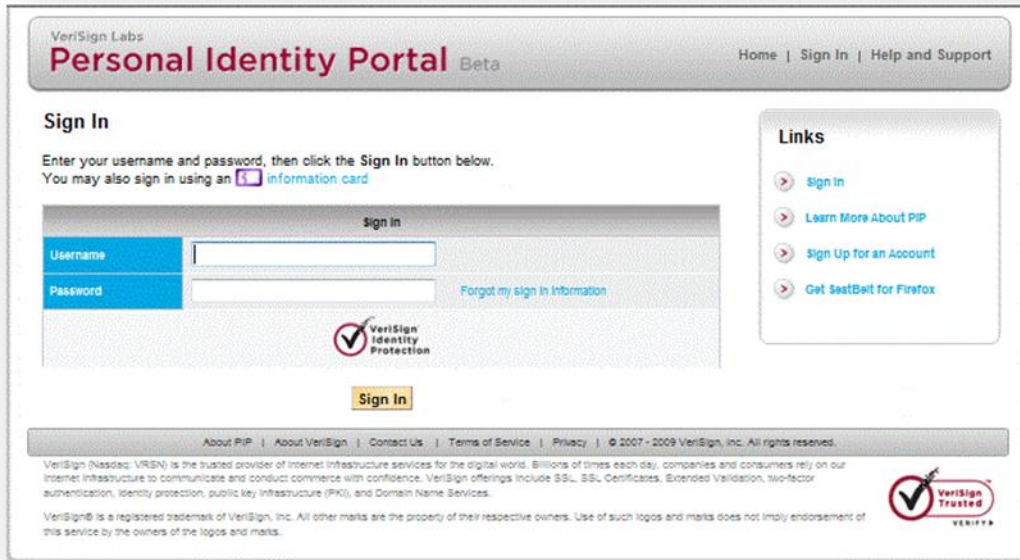 VeriSign Labs
Personal Identity Portal Beta
Home | Sign In | Help and Support
Sign In
Enter your username and password, then click the Sign In button below.
You may also sign in using an information card
Sign In
Username
Password
Forgot my sign in information
VeriSign
Identity
Protection
Sign In
Links
Sign In
Learn More About PIP
Sign Up for an Account
Get SeatBelt for Firefox
About PIP | About VeriSign | Contact Us | Terms of Service | Privacy | © 2007 - 2009 VeriSign, Inc. All rights reserved.
VeriSign (Nasdaq: VRSN) is the trusted provider of Internet infrastructure services for the digital world. Billions of times each day, companies and consumers rely on our
Internet infrastructure to communicate and conduct commerce with confidence. VeriSign offerings include SSL, SSL Certificates, Extended Validation, two-factor
authentication, identity protection, public key infrastructure (PKI), and Domain Name Services.
VeriSign® is a registered trademark of VeriSign, Inc. All other marks are the property of their respective owners. Use of such logos and marks does not imply endorsement of
this service by the owners of the logos and marks.
VeriSign
Trusted
VERIFY